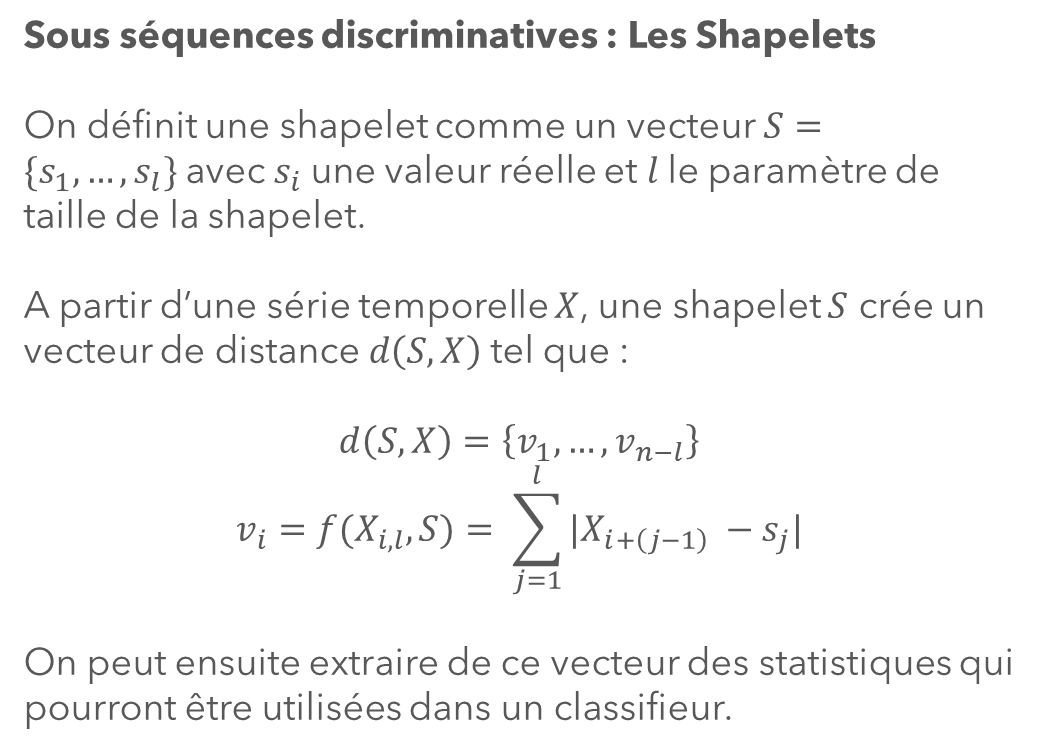 Sous séquences discriminatives : Les Shapelets
On définit une shapelet comme un vecteur S =
{s₁, … , s_l} avec s_i une valeur réelle et l le paramètre de
taille de la shapelet.
A partir d’une série temporelle X, une shapelet S crée un
vecteur de distance d(S, X) tel que :
d(S, X) = {v₁, … , v_{n−l}}
v_i = f(X_{i,l}, S) = ∑_{j=1}^{l} |X_{i+(j−1)} − s_j|
On peut ensuite extraire de ce vecteur des statistiques qui
pourront être utilisées dans un classifieur.